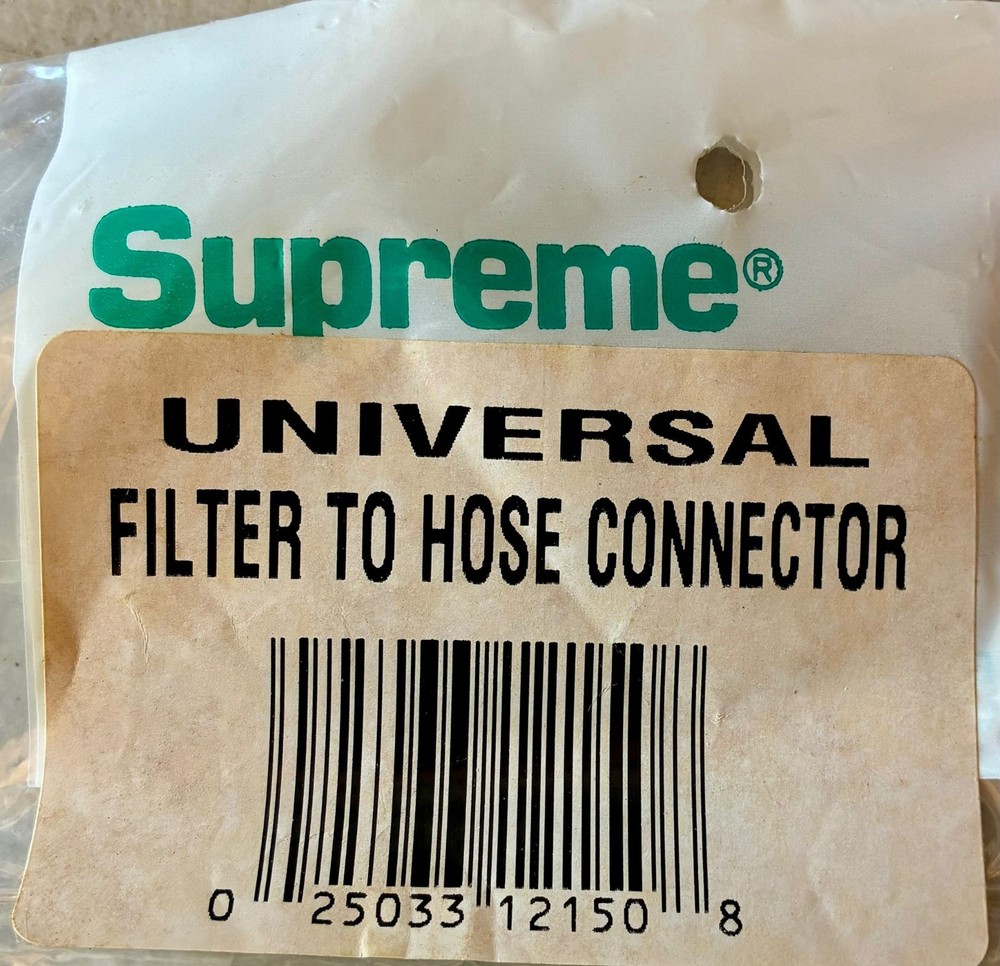 Supreme®
UNIVERSAL
FILTER TO HOSE CONNECTOR
0 25033 12150 8